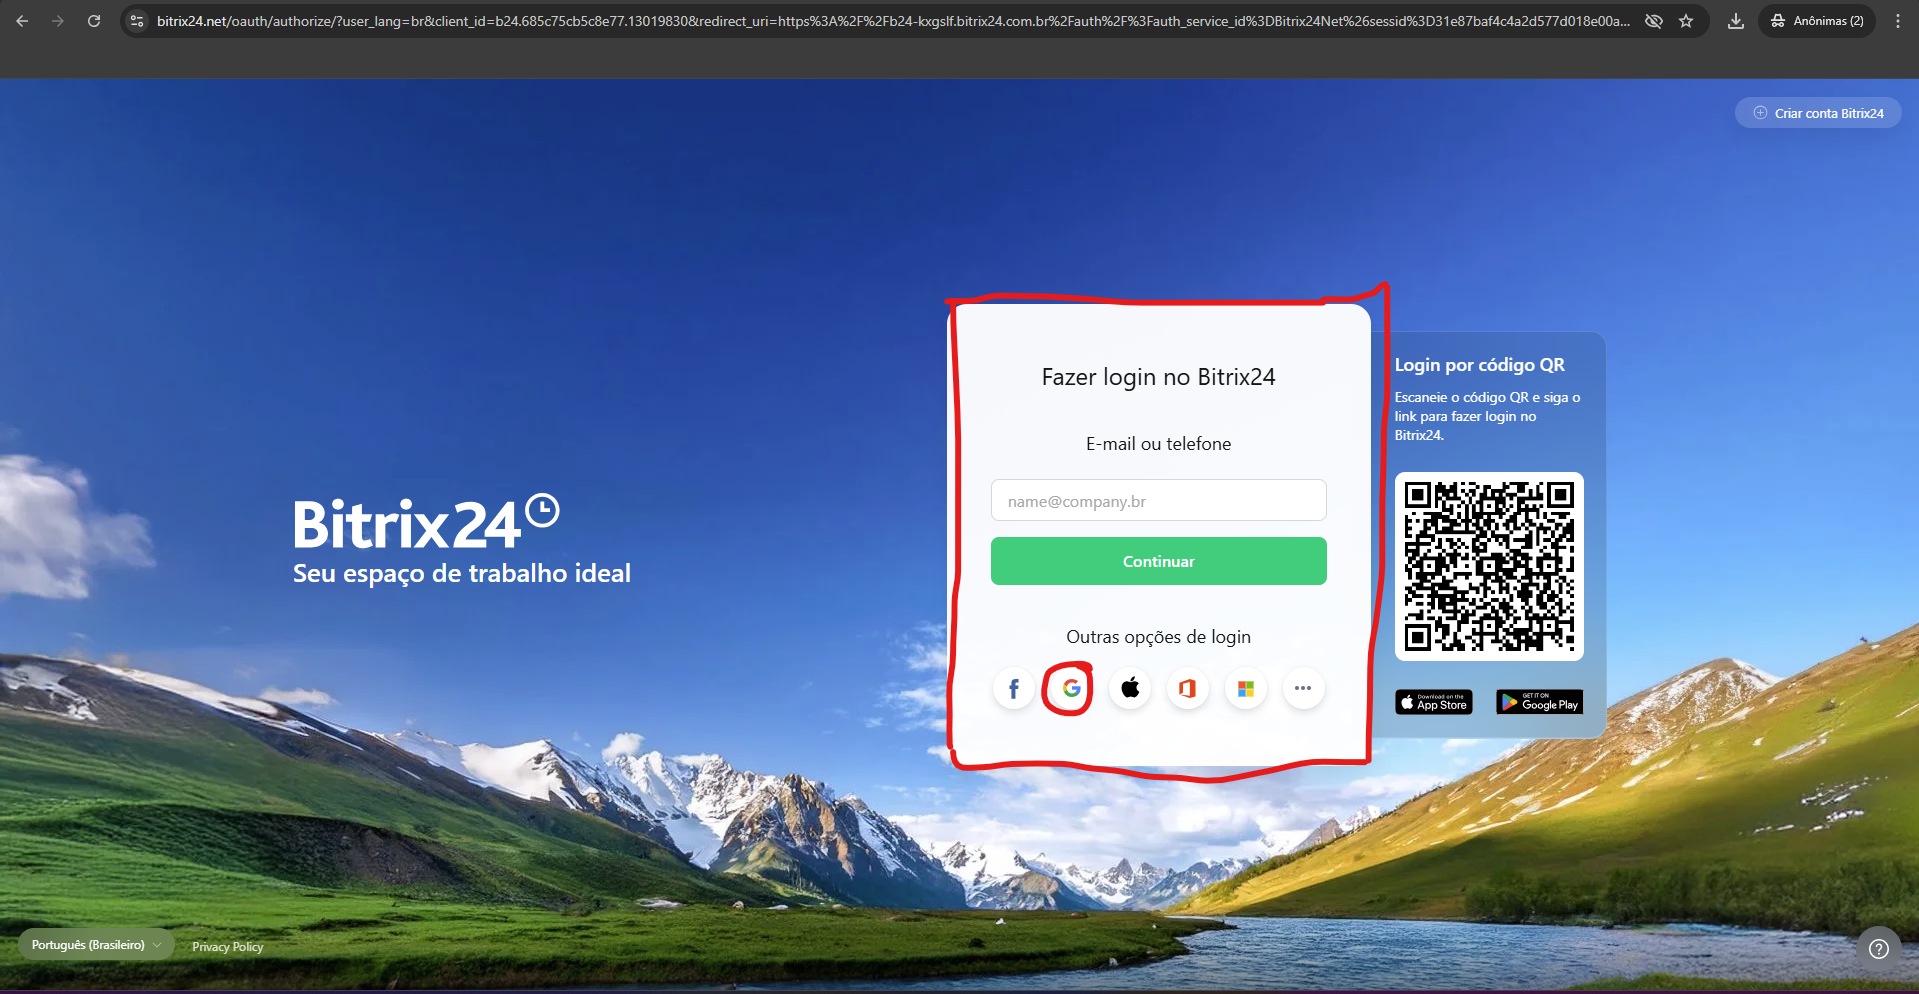 bitrix24.net/oauth/authorize/?user_lang=br&client_id=b24.685c75cb5c8e77.13019830&redirect_uri=https%3A%2F%2Fb24-kxgslf.bitrix24.com.br%2Fauth%2F%3Fauth_service_id%3DBitrix24Net%26sessid%3D31e87baf4c4a2d577d018e00a...
Anônimas (2)
Criar conta Bitrix24
Bitrix24
Seu espaço de trabalho ideal
Fazer login no Bitrix24
E-mail ou telefone
name@company.br
Continuar
Outras opções de login
Login por código QR
Escaneie o código QR e siga o
link para fazer login no
Bitrix24.
Download on the
App Store
GET IT ON
Google Play
Português (Brasileiro)
Privacy Policy